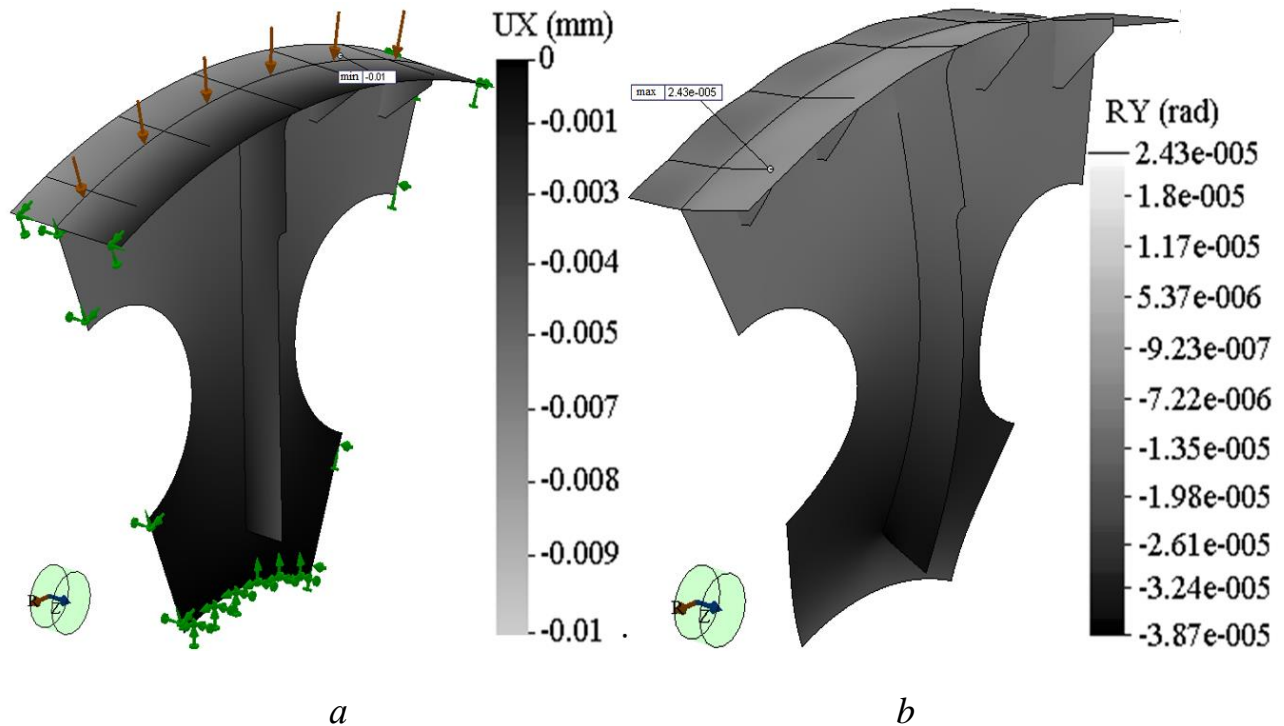 UX (mm)
0
-0.001
-0.003
-0.004
-0.005
-0.007
-0.008
-0.009
-0.01 .
min -0.01
R
Z
a
max 2.43e-005
RY (rad)
2.43e-005
1.8e-005
1.17e-005
5.37e-006
-9.23e-007
-7.22e-006
-1.35e-005
-1.98e-005
-2.61e-005
-3.24e-005
-3.87e-005
R
Z
b